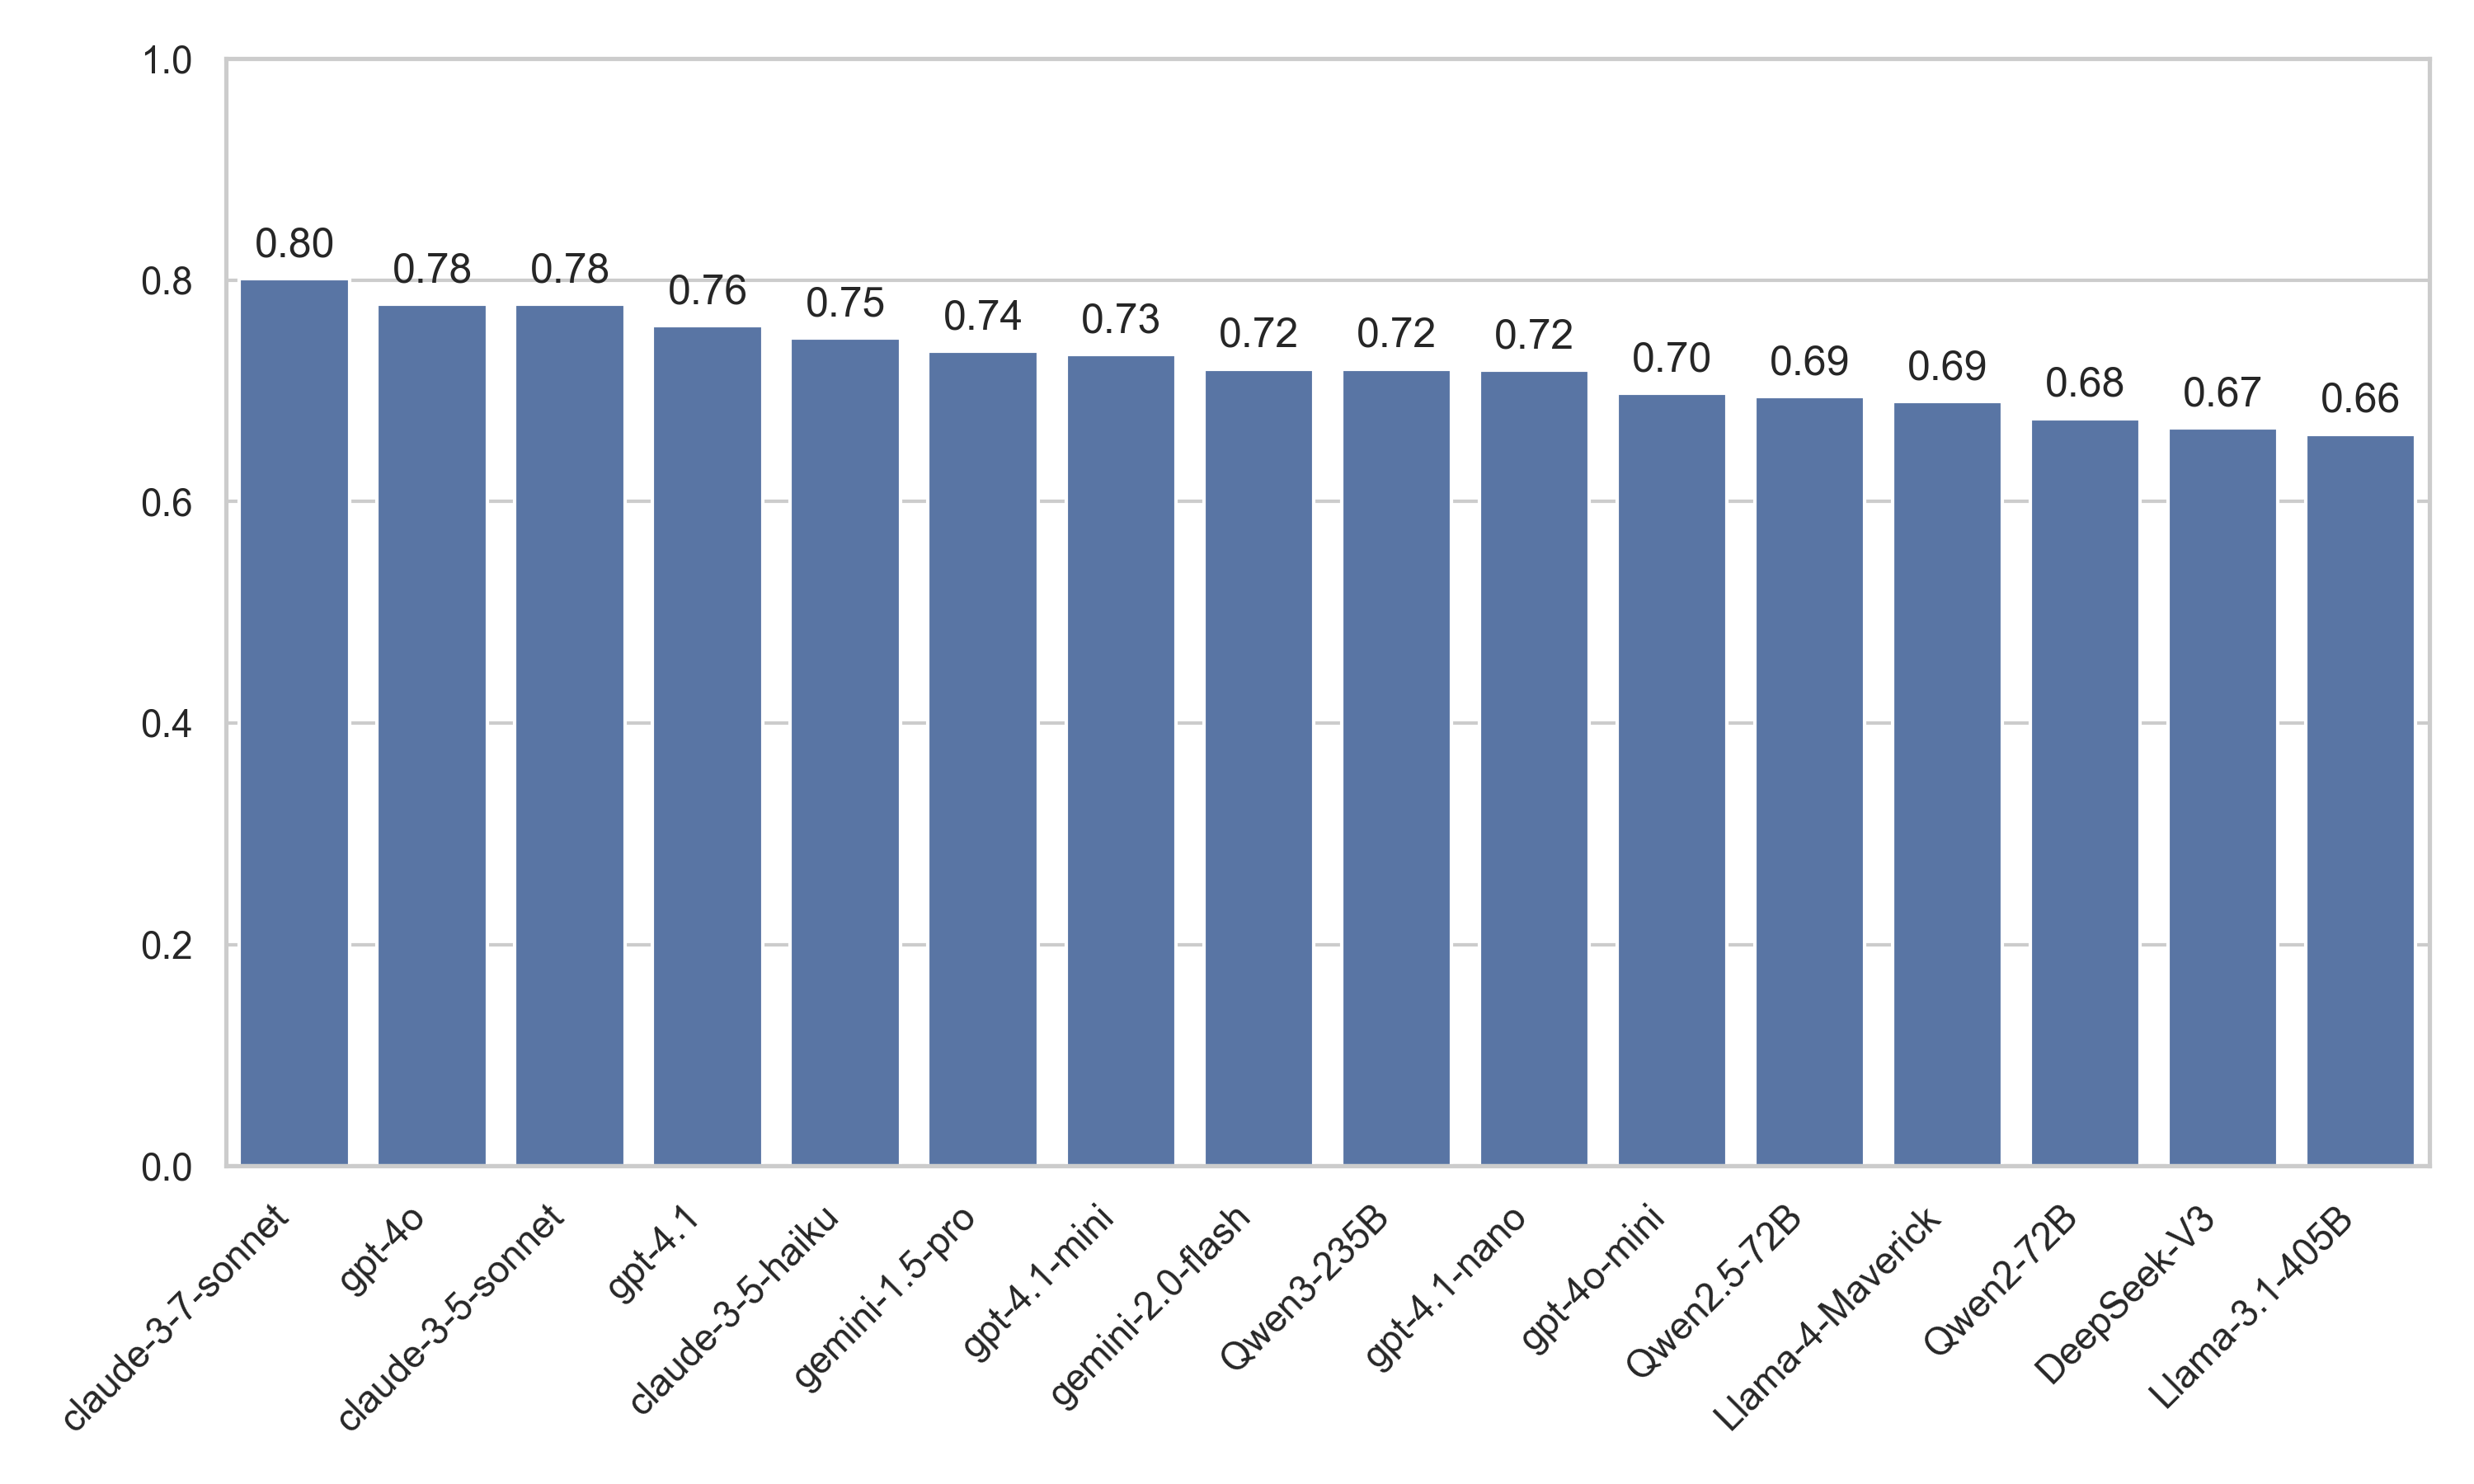 1.0
0.8
0.6
0.4
0.2
0.0
0.80
0.78
0.78
0.76
0.75
0.74
0.73
0.72
0.72
0.72
0.70
0.69
0.69
0.68
0.67
0.66
claude-3-7-sonnet
gpt-4o
claude-3-5-sonnet
gpt-4.1
claude-3-5-haiku
gemini-1.5-pro
gpt-4.1-mini
gemini-2.0-flash
Qwen3-235B
gpt-4.1-nano
gpt-4o-mini
Qwen2.5-72B
Llama-4-Maverick
Qwen2-72B
DeepSeek-V3
Llama-3.1-405B